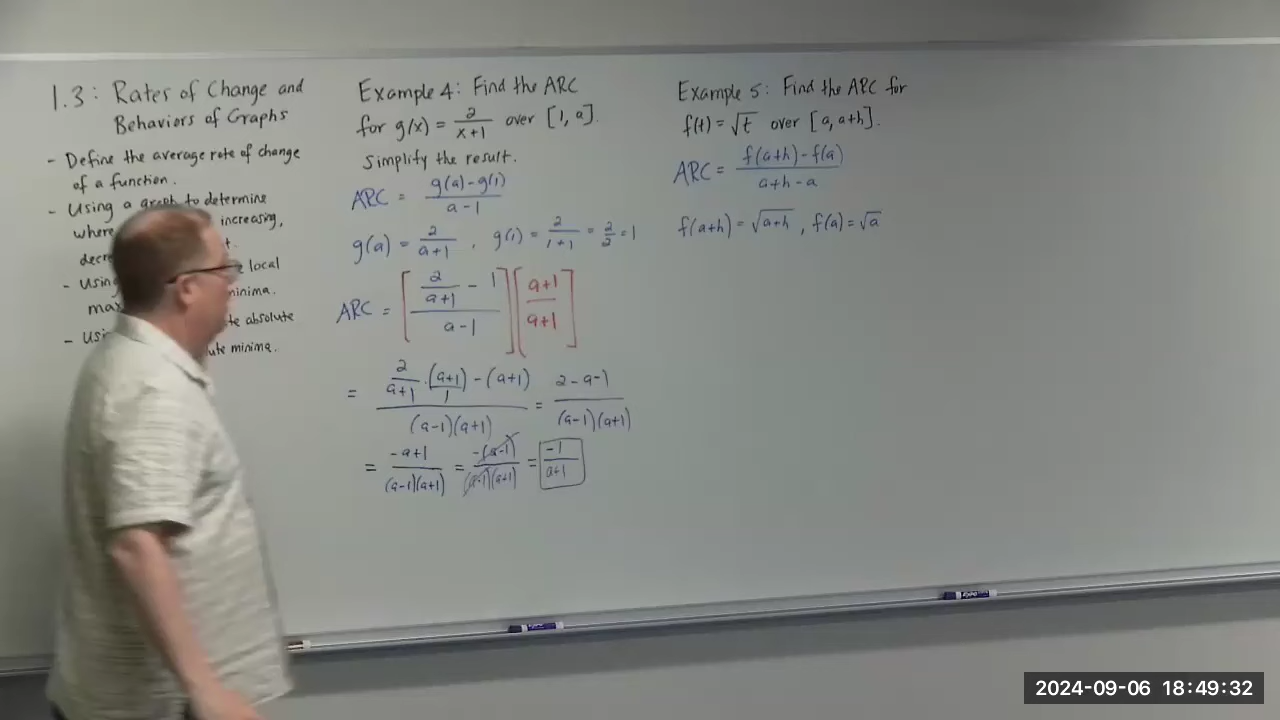 1.3: Rates of Change and
Behaviors of Graphs
- Define the average rate of change
of a function.
- Using a graph to determine
where increasing,
decre t.
- Using e local
max minima.
- Usi te absolute
ute minima.
Example 4: Find the ARC
for g(x) = 2/(x+1) over [1, a].
Simplify the result.
ARC = (g(a)-g(1))/(a-1)
g(a) = 2/(a+1), g(1) = 2/(1+1) = 2/2 = 1
ARC = [(2/(a+1) - 1)/(a-1)][(a+1)/(a+1)]
= (2/(a+1) · (a+1)/1 - (a+1))/((a-1)(a+1)) = (2-a-1)/((a-1)(a+1))
= (-a+1)/((a-1)(a+1)) = -(a-1)/((a-1)(a+1)) = -1/(a+1)
Example 5: Find the ARC for
f(t) = √t over [a, a+h].
ARC = (f(a+h)-f(a))/(a+h-a)
f(a+h) = √(a+h), f(a) = √a
EXPO
2024-09-06 18:49:32